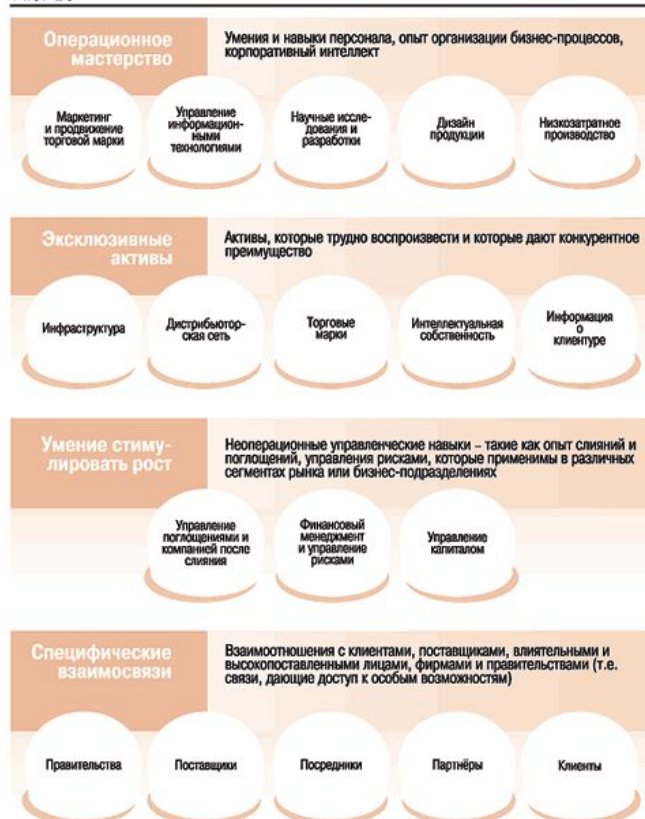 Операционное
мастерство
Умения и навыки персонала, опыт организации бизнес-процессов,
корпоративный интеллект
Маркетинг
и продвижение
торговой марки
Управление
информацион-
ными
технологиями
Научные иссле-
дования и
разработки
Дизайн
продукции
Низкозатратное
производство
Эксклюзивные
активы
Активы, которые трудно воспроизвести и которые дают конкурентное
преимущество
Инфраструктура
Дистрибьютор-
ская сеть
Торговые
марки
Интеллектуальная
собственность
Информация
о
клиентуре
Умение стиму-
лировать рост
Неоперационные управленческие навыки – такие как опыт слияний и
поглощений, управления рисками, которые применимы в различных
сегментах рынка или бизнес-подразделениях
Управление
поглощениями и
компанией после
слияния
Финансовый
менеджмент
и управление
рисками
Управление
капиталом
Специфические
взаимосвязи
Взаимоотношения с клиентами, поставщиками, влиятельными и
высокопоставленными лицами, фирмами и правительствами (т.е.
связи, дающие доступ к особым возможностям)
Правительства
Поставщики
Посредники
Партнёры
Клиенты